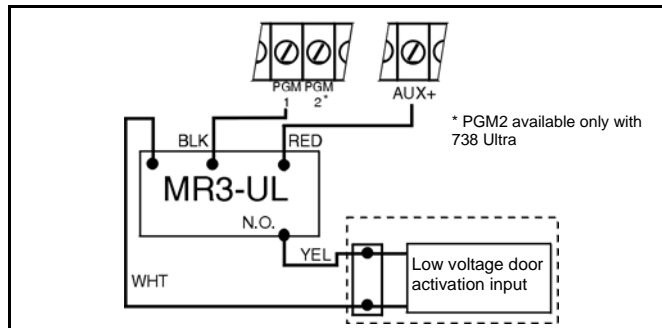 PGM PGM
1 2*
AUX+
* PGM2 available only with
738 Ultra
BLK RED
MR3-UL
N.O.
YEL
WHT
Low voltage door
activation input